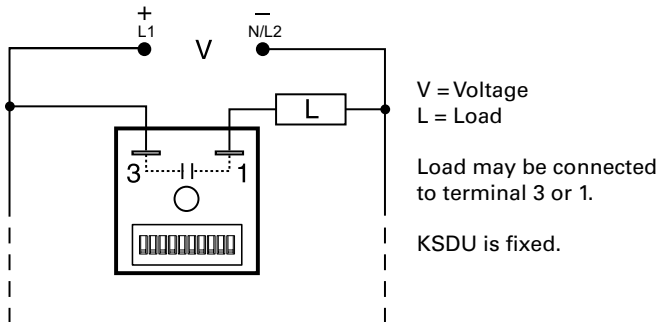 +
L1
V
–
N/L2
L
3
1
V = Voltage
L = Load
Load may be connected
to terminal 3 or 1.
KSDU is fixed.